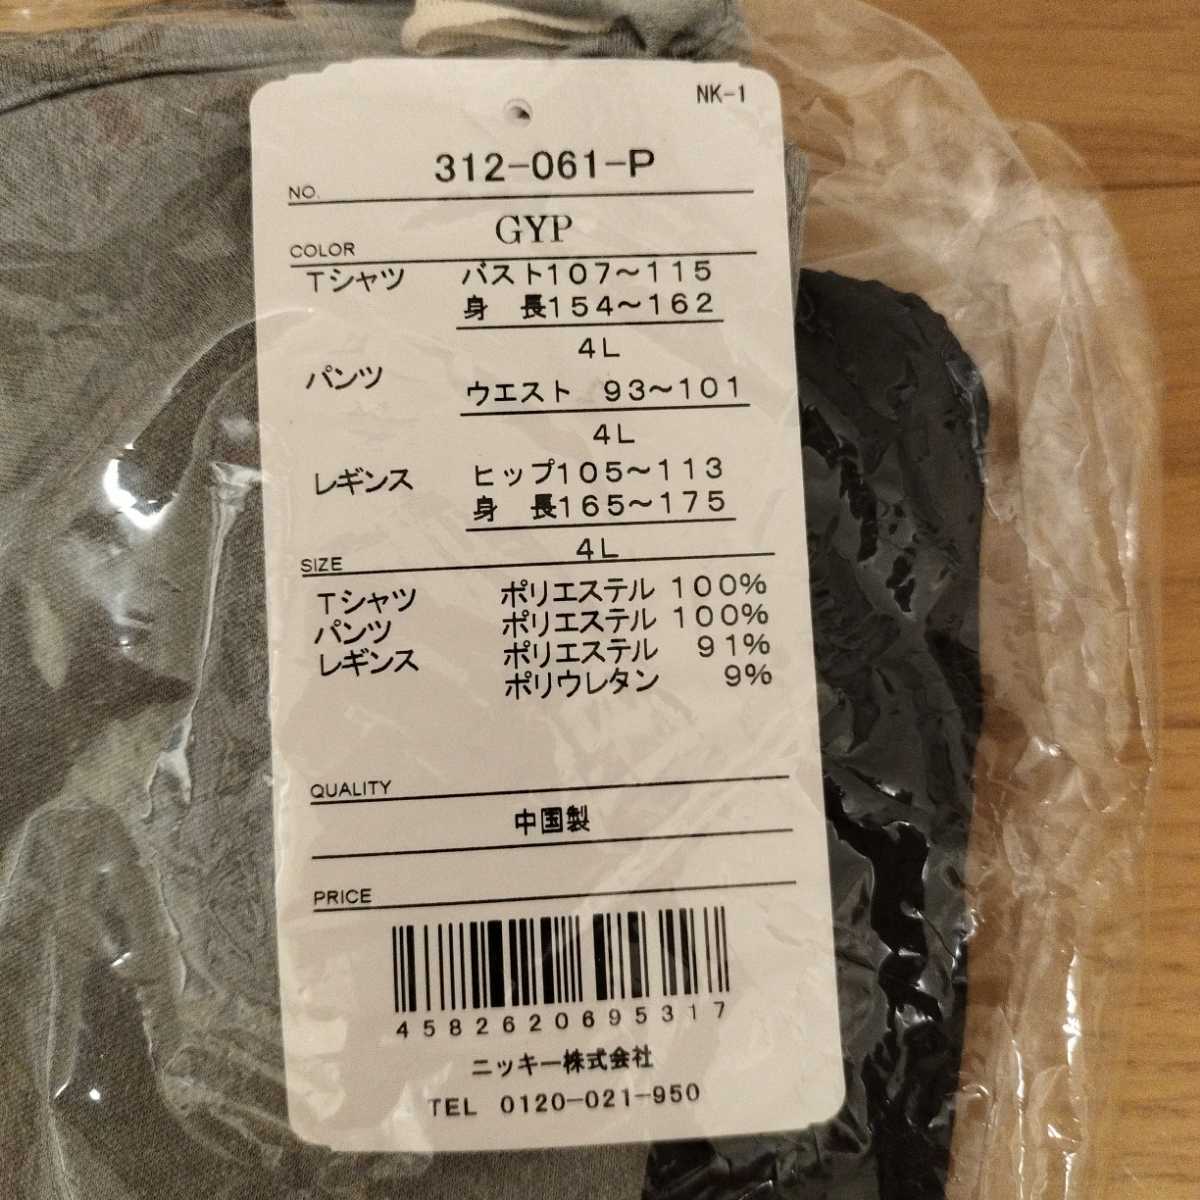 NK-1
NO. 312-061-P
COLOR GYP
Tシャツ バスト107〜115
身 長154〜162
4L
パンツ ウエスト 93〜101
4L
レギンス ヒップ105〜113
身 長165〜175
SIZE 4L
Tシャツ ポリエステル 100%
パンツ ポリエステル 100%
レギンス ポリエステル 91%
ポリウレタン 9%
QUALITY
中国製
PRICE
4582620695317
ニッキー株式会社
TEL 0120-021-950